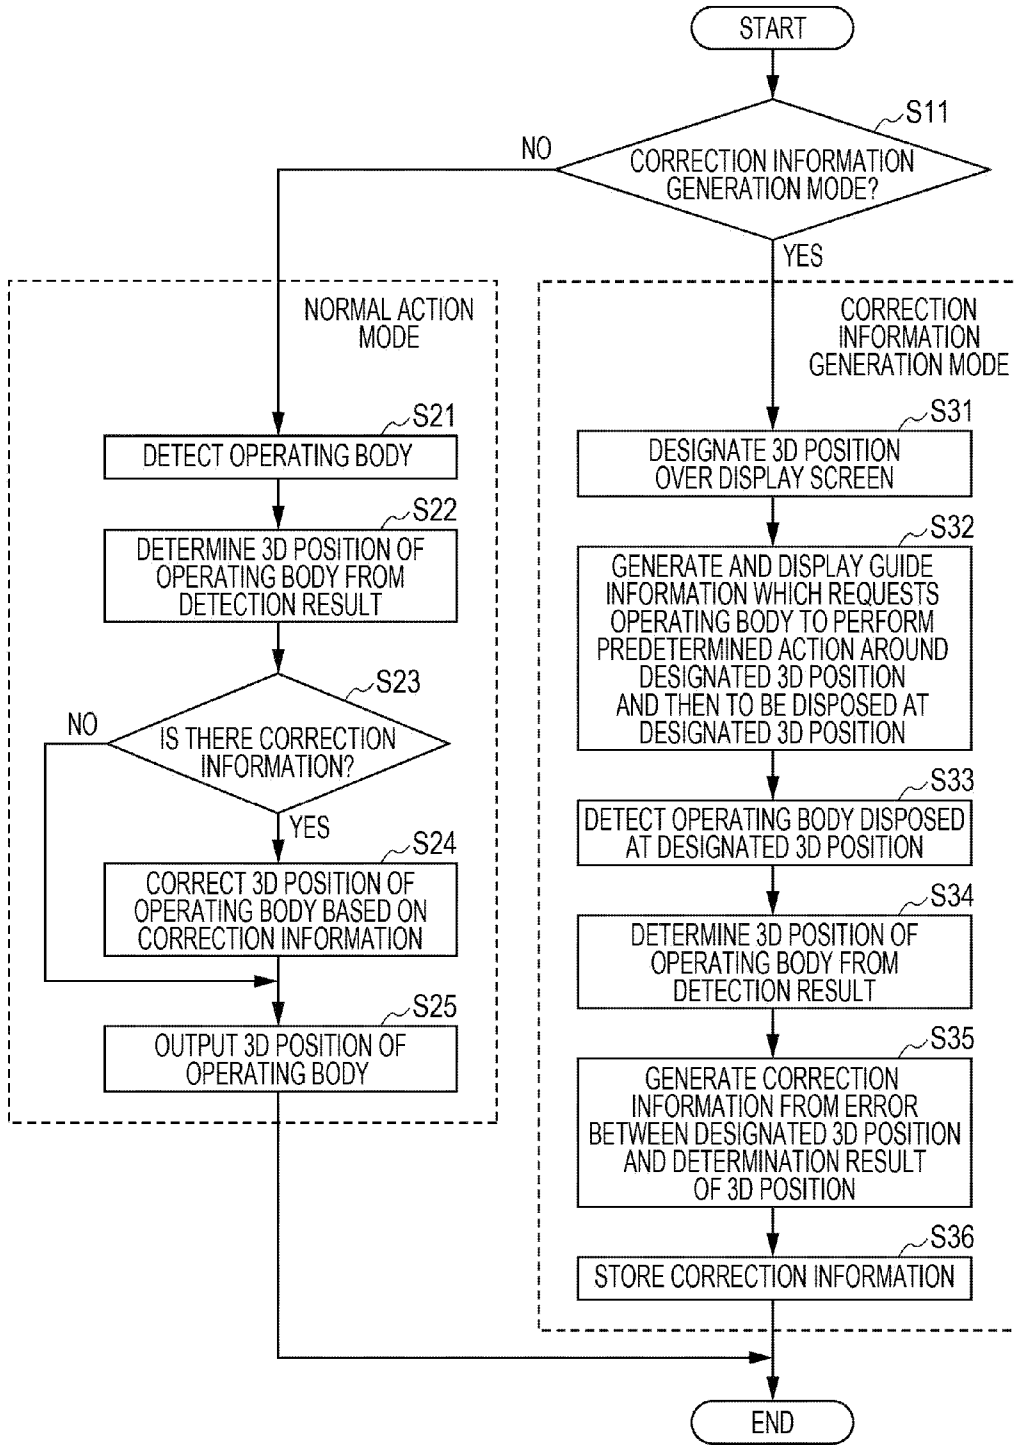 START
S11
CORRECTION INFORMATION
GENERATION MODE?
NO
YES
NORMAL ACTION
MODE
S21
DETECT OPERATING BODY
S22
DETERMINE 3D POSITION OF
OPERATING BODY FROM
DETECTION RESULT
S23
NO
IS THERE CORRECTION
INFORMATION?
YES
S24
CORRECT 3D POSITION OF
OPERATING BODY BASED ON
CORRECTION INFORMATION
S25
OUTPUT 3D POSITION OF
OPERATING BODY
CORRECTION
INFORMATION
GENERATION MODE
S31
DESIGNATE 3D POSITION
OVER DISPLAY SCREEN
S32
GENERATE AND DISPLAY GUIDE
INFORMATION WHICH REQUESTS
OPERATING BODY TO PERFORM
PREDETERMINED ACTION AROUND
DESIGNATED 3D POSITION
AND THEN TO BE DISPOSED AT
DESIGNATED 3D POSITION
S33
DETECT OPERATING BODY DISPOSED
AT DESIGNATED 3D POSITION
S34
DETERMINE 3D POSITION OF
OPERATING BODY FROM
DETECTION RESULT
S35
GENERATE CORRECTION
INFORMATION FROM ERROR
BETWEEN DESIGNATED 3D POSITION
AND DETERMINATION RESULT
OF 3D POSITION
S36
STORE CORRECTION INFORMATION
END